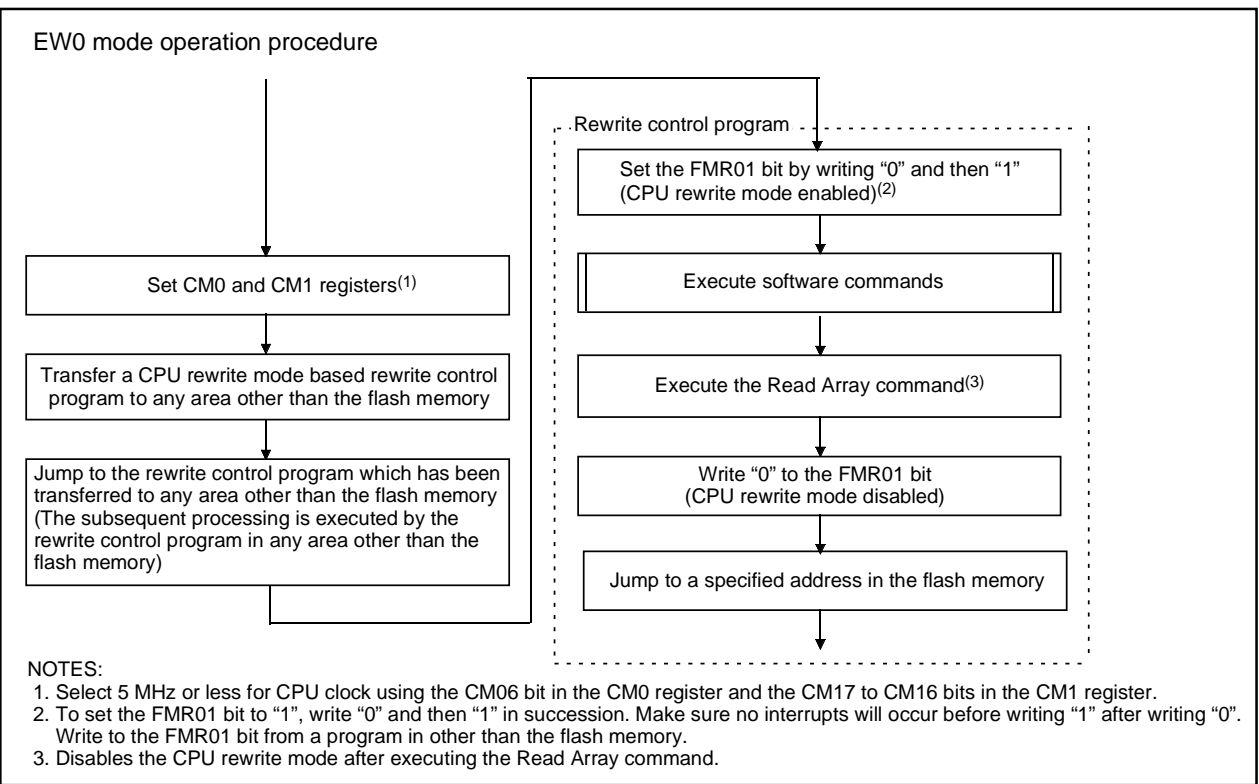 EW0 mode operation procedure
Set CM0 and CM1 registers(1)
Transfer a CPU rewrite mode based rewrite control
program to any area other than the flash memory
Jump to the rewrite control program which has been
transferred to any area other than the flash memory
(The subsequent processing is executed by the
rewrite control program in any area other than the
flash memory)
Rewrite control program
Set the FMR01 bit by writing “0” and then “1”
(CPU rewrite mode enabled)(2)
Execute software commands
Execute the Read Array command(3)
Write “0” to the FMR01 bit
(CPU rewrite mode disabled)
Jump to a specified address in the flash memory
NOTES:
1. Select 5 MHz or less for CPU clock using the CM06 bit in the CM0 register and the CM17 to CM16 bits in the CM1 register.
2. To set the FMR01 bit to “1”, write “0” and then “1” in succession. Make sure no interrupts will occur before writing “1” after writing “0”.
Write to the FMR01 bit from a program in other than the flash memory.
3. Disables the CPU rewrite mode after executing the Read Array command.